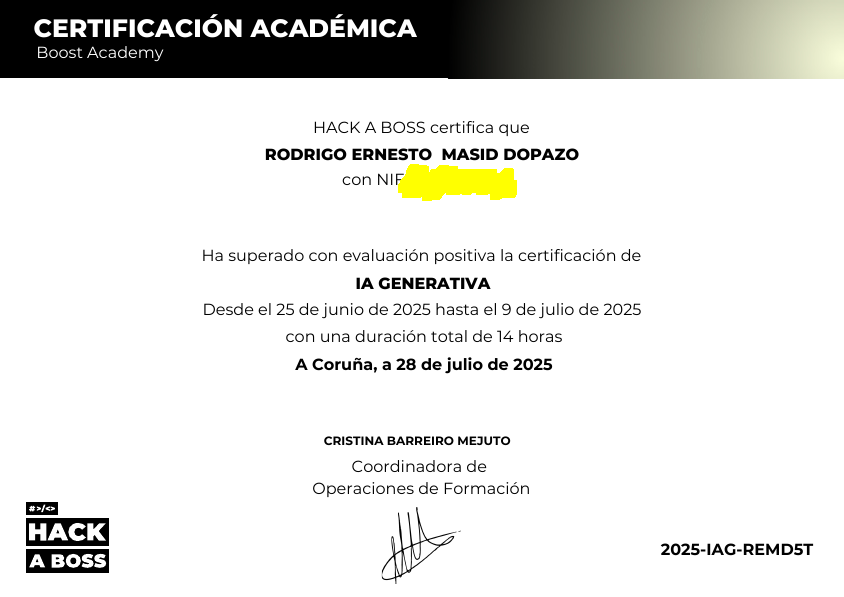 CERTIFICACIÓN ACADÉMICA
Boost Academy
HACK A BOSS certifica que
RODRIGO ERNESTO  MASID DOPAZO
con NIF
Ha superado con evaluación positiva la certificación de
IA GENERATIVA
Desde el 25 de junio de 2025 hasta el 9 de julio de 2025
con una duración total de 14 horas
A Coruña, a 28 de julio de 2025
CRISTINA BARREIRO MEJUTO
Coordinadora de
Operaciones de Formación
#>/<>
HACK
A BOSS
2025-IAG-REMD5T